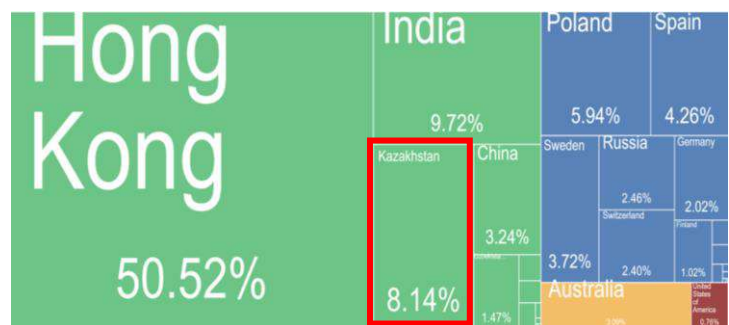 Hong
Kong
50.52%
India
9.72%
Kazakhstan
8.14%
China
3.24%
1.47%
Poland
5.94%
Spain
4.26%
Sweden
3.72%
Russia
2.46%
Switzerland
2.40%
Germany
2.02%
Finland
1.02%
Australia
United
States
of
America
0.76%